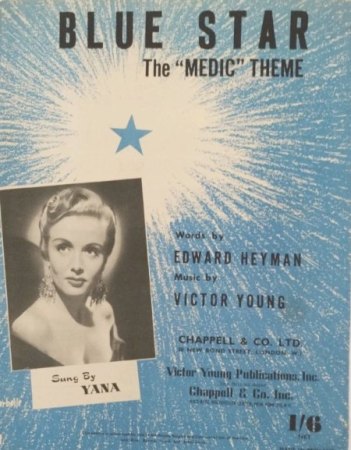 BLUE STAR
The "MEDIC" THEME
Words by
EDWARD HEYMAN
Music by
VICTOR YOUNG
Sung By
YANA
CHAPPELL & CO. LTD.
50 NEW BOND STREET, LONDON, W.1
Victor Young Publications, Inc.
Chappell & Co. Inc.
1/6
NET